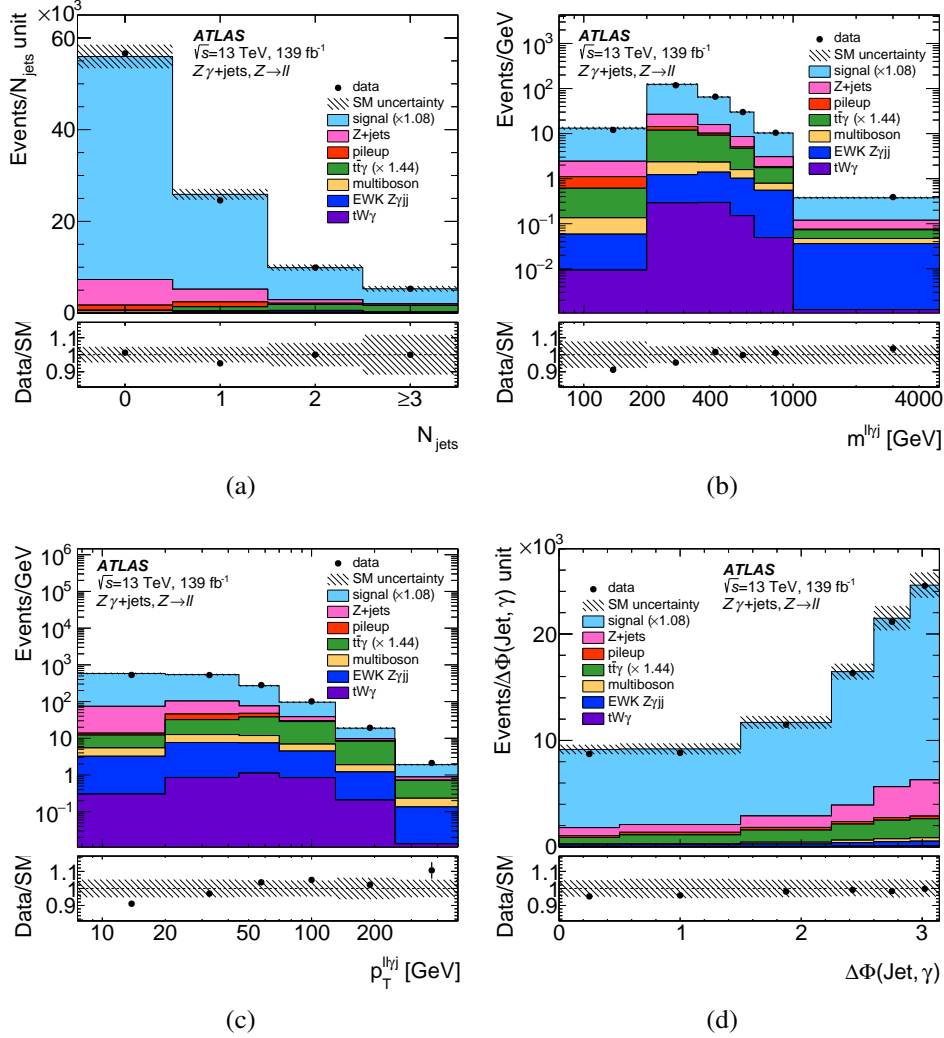 ×10³
Events/N_jets unit
ATLAS
√s=13 TeV, 139 fb⁻¹
Zγ+jets, Z→ll
data
SM uncertainty
signal (×1.08)
Z+jets
pileup
tt̄γ (× 1.44)
multiboson
EWK Zγjj
tWγ
60
40
20
0
Data/SM
1.1
1
0.9
0 1 2 ≥3
N_jets
(a)
Events/GeV
ATLAS
√s=13 TeV, 139 fb⁻¹
Zγ+jets, Z→ll
data
SM uncertainty
signal (×1.08)
Z+jets
pileup
tt̄γ (× 1.44)
multiboson
EWK Zγjj
tWγ
10³
10²
10
1
10⁻¹
10⁻²
Data/SM
1.1
1
0.9
100 200 400 1000 4000
m^llγj [GeV]
(b)
Events/GeV
ATLAS
√s=13 TeV, 139 fb⁻¹
Zγ+jets, Z→ll
data
SM uncertainty
signal (×1.08)
Z+jets
pileup
tt̄γ (× 1.44)
multiboson
EWK Zγjj
tWγ
10⁶
10⁵
10⁴
10³
10²
10
1
10⁻¹
Data/SM
1.1
1
0.9
10 20 50 100 200
p_T^llγj [GeV]
(c)
×10³
Events/ΔΦ(Jet, γ) unit
ATLAS
√s=13 TeV, 139 fb⁻¹
Zγ+jets, Z→ll
data
SM uncertainty
signal (×1.08)
Z+jets
pileup
tt̄γ (× 1.44)
multiboson
EWK Zγjj
tWγ
20
10
0
Data/SM
1.1
1
0.9
0 1 2 3
ΔΦ(Jet, γ)
(d)